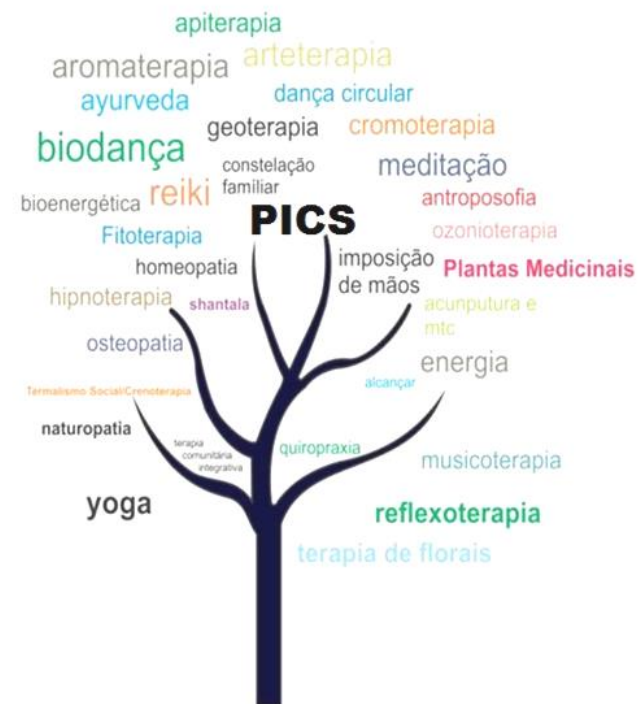 apiterapia
arteterapia
aromaterapia
ayurveda
dança circular
geoterapia
cromoterapia
biodança
constelação
famíliar
meditação
bioenergética
reiki
antroposofia
PICS
Fitoterapia
ozonioterapia
homeopatia
imposição
de mãos
Plantas Medicinais
hipnoterapia
shantala
acunputura e
mtc
osteopatia
energia
alcançar
Termalismo Social/Crenoterapia
naturopatia
terapia
comunitária
integrativa
quiropraxia
musicoterapia
yoga
reflexoterapia
terapia de florais